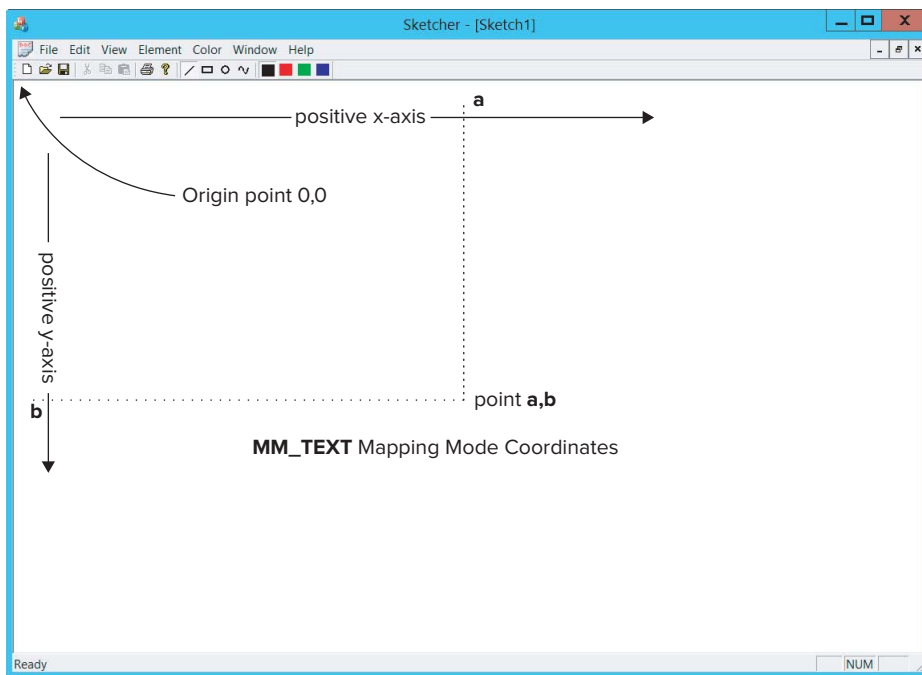 Sketcher - [Sketch1]
File Edit View Element Color Window Help
a
positive x-axis
Origin point 0,0
positive y-axis
b
point a,b
MM_TEXT Mapping Mode Coordinates
Ready
NUM